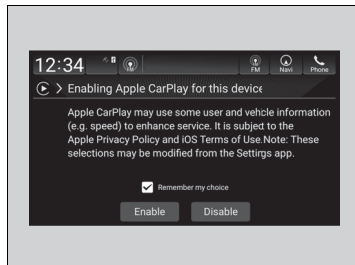 12:34 FM FM Navi Phone
Enabling Apple CarPlay for this device
Apple CarPlay may use some user and vehicle information
(e.g. speed) to enhance service. It is subject to the
Apple Privacy Policy and iOS Terms of Use.Note: These
selections may be modified from the Settings app.
Remember my choice
Enable Disable